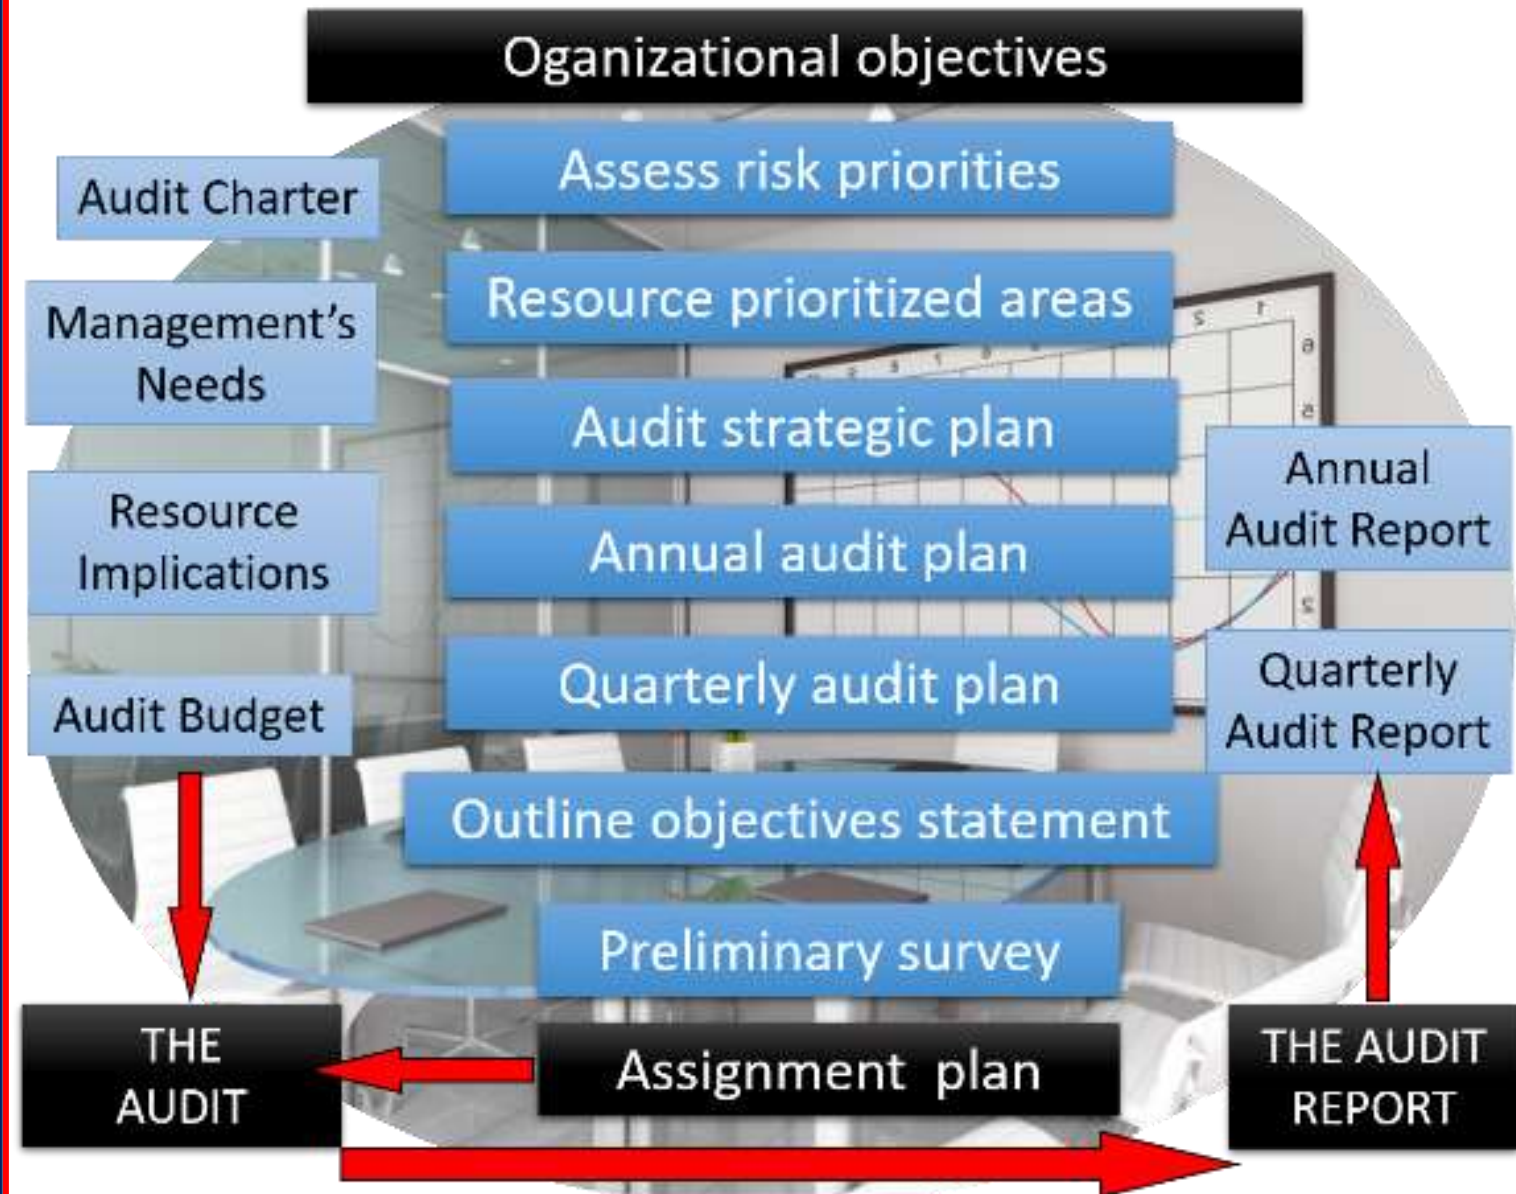 Oganizational objectives
Assess risk priorities
Audit Charter
Resource prioritized areas
Management's
Needs
Audit strategic plan
Annual
Audit Report
Resource
Implications
Annual audit plan
Quarterly audit plan
Quarterly
Audit Report
Audit Budget
Outline objectives statement
Preliminary survey
THE
AUDIT
Assignment plan
THE AUDIT
REPORT